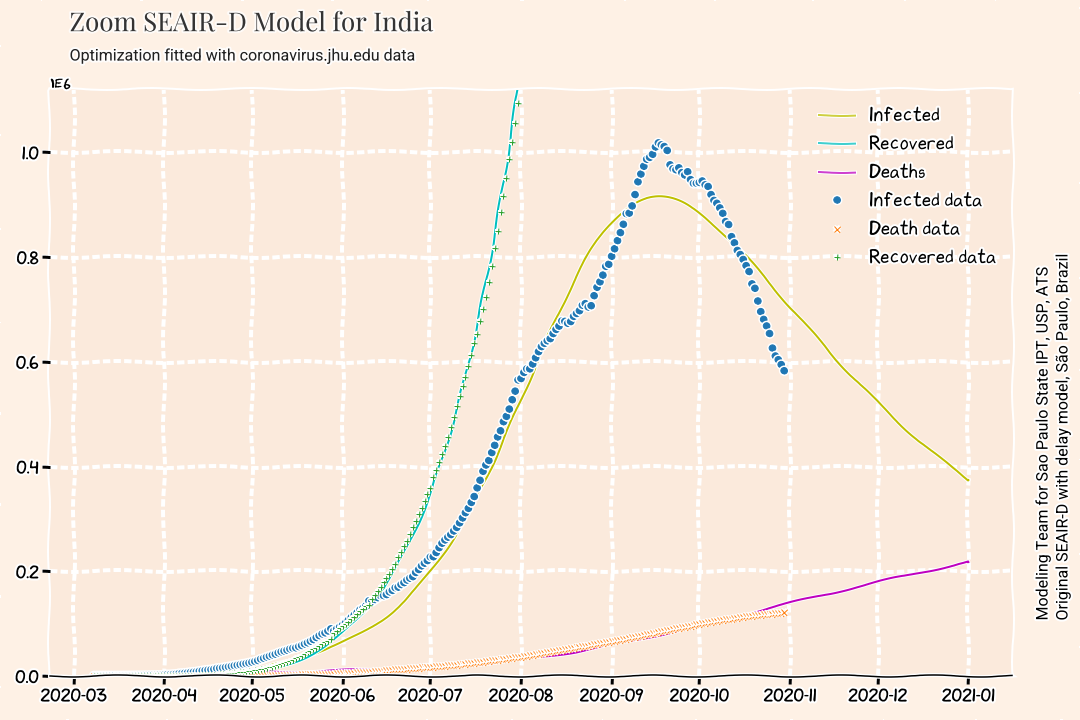 Zoom SEAIR-D Model for India
Optimization fitted with coronavirus.jhu.edu data
1E6
1.0
0.8
0.6
0.4
0.2
0.0
2020-03 2020-04 2020-05 2020-06 2020-07 2020-08 2020-09 2020-10 2020-11 2020-12 2021-01
Infected
Recovered
Deaths
Infected data
Death data
Recovered data
Modeling Team for Sao Paulo State IPT, USP, ATS
Original SEAIR-D with delay model, São Paulo, Brazil